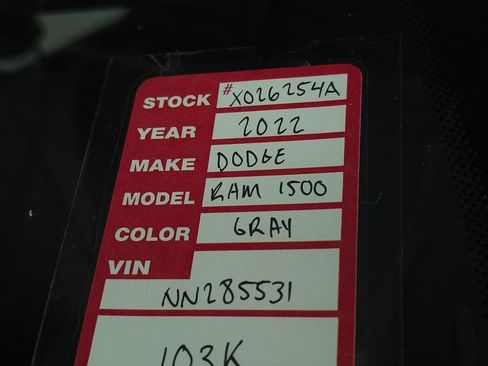 STOCK # X026254A
YEAR 2022
MAKE DODGE
MODEL RAM 1500
COLOR GRAY
VIN
NN285531
103K